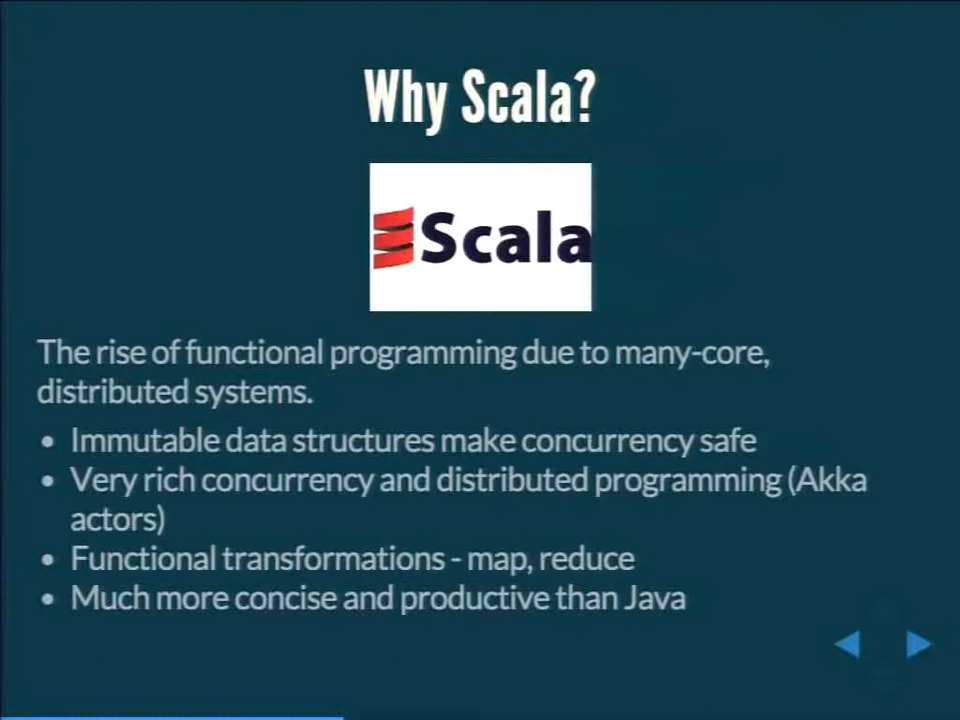 Why Scala?
Scala
The rise of functional programming due to many-core,
distributed systems.
• Immutable data structures make concurrency safe
• Very rich concurrency and distributed programming (Akka
actors)
• Functional transformations - map, reduce
• Much more concise and productive than Java